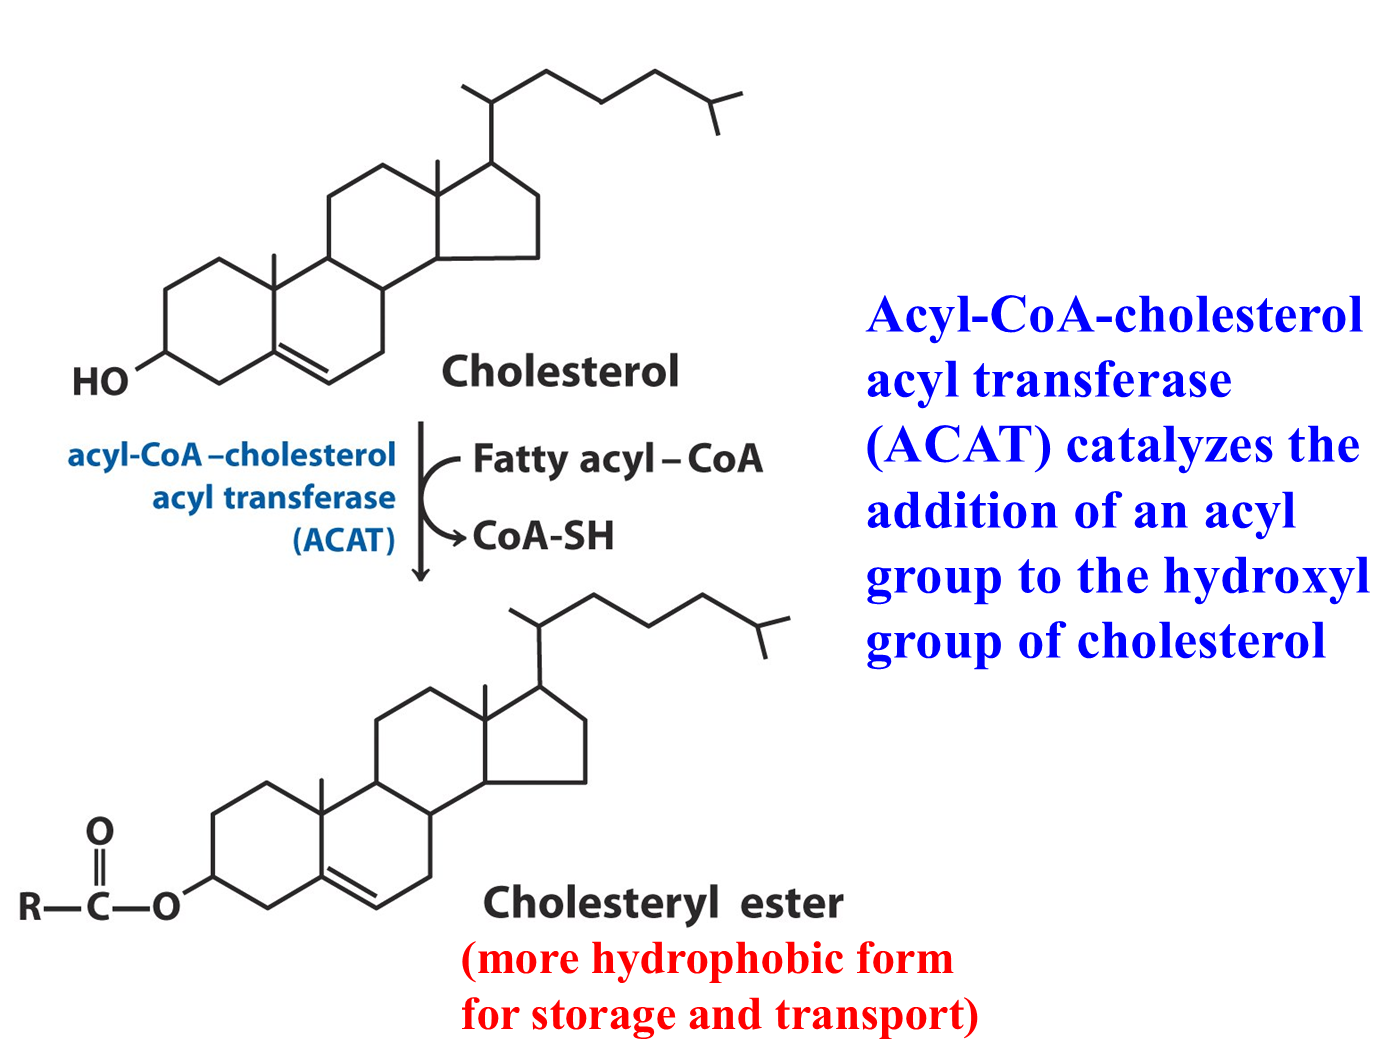 HO
Cholesterol
acyl-CoA–cholesterol
acyl transferase
(ACAT)
Fatty acyl–CoA
CoA-SH
O
R—C—O
Cholesteryl ester
(more hydrophobic form
for storage and transport)
Acyl-CoA-cholesterol
acyl transferase
(ACAT) catalyzes the
addition of an acyl
group to the hydroxyl
group of cholesterol